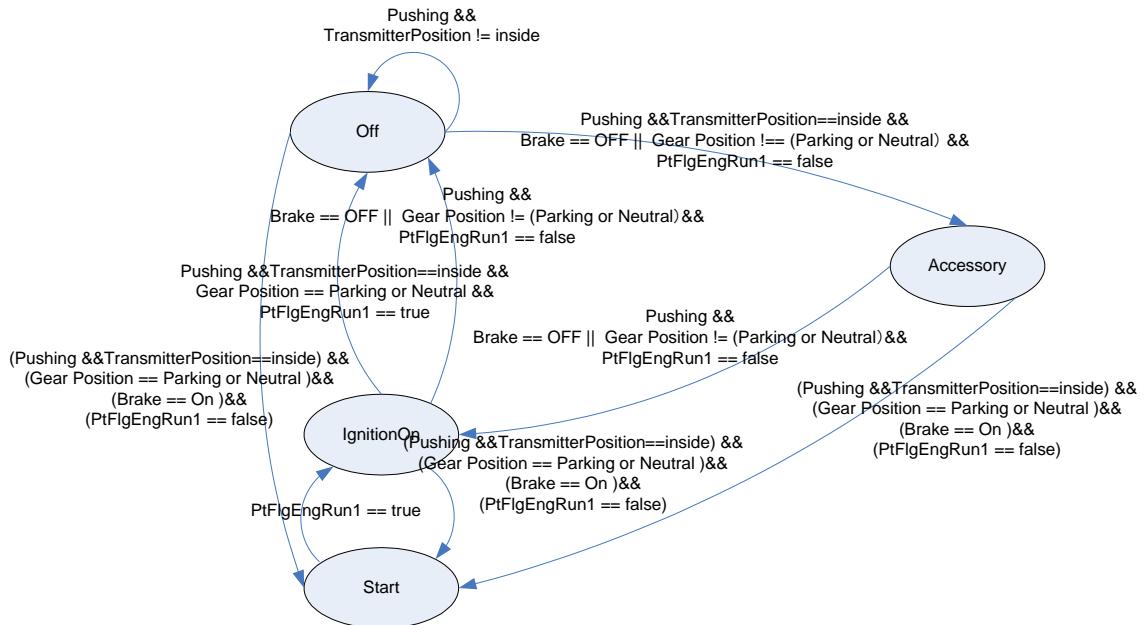 Pushing &&
TransmitterPosition != inside
Off
Pushing &&TransmitterPosition==inside &&
Brake == OFF || Gear Position !== (Parking or Neutral) &&
PtFlgEngRun1 == false
Pushing &&
Brake == OFF || Gear Position != (Parking or Neutral)&&
PtFlgEngRun1 == false
Accessory
Pushing &&TransmitterPosition==inside &&
Gear Position == Parking or Neutral &&
PtFlgEngRun1 == true
Pushing &&
Brake == OFF || Gear Position != (Parking or Neutral)&&
PtFlgEngRun1 == false
(Pushing &&TransmitterPosition==inside) &&
(Gear Position == Parking or Neutral )&&
(Brake == On )&&
(PtFlgEngRun1 == false)
(Pushing &&TransmitterPosition==inside) &&
(Gear Position == Parking or Neutral )&&
(Brake == On )&&
(PtFlgEngRun1 == false)
IgnitionOn
(Pushing &&TransmitterPosition==inside) &&
(Gear Position == Parking or Neutral )&&
(Brake == On )&&
(PtFlgEngRun1 == false)
PtFlgEngRun1 == true
Start